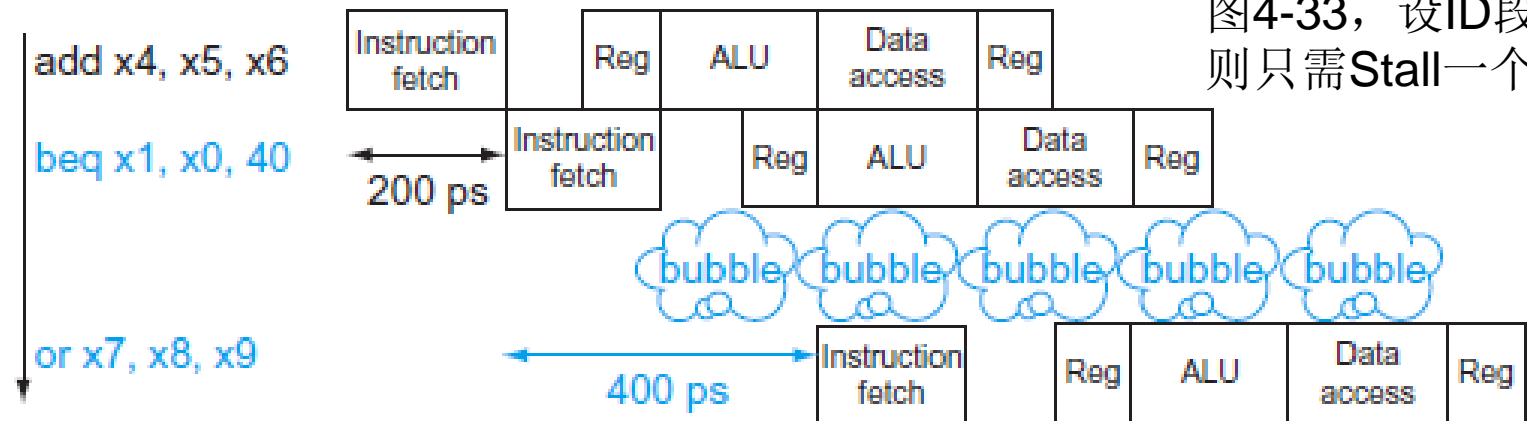 图4-33，设ID段
则只需Stall一个
add x4, x5, x6
Instruction
fetch
Reg
ALU
Data
access
Reg
beq x1, x0, 40
200 ps
Instruction
fetch
Reg
ALU
Data
access
Reg
bubble bubble bubble bubble bubble
or x7, x8, x9
400 ps
Instruction
fetch
Reg
ALU
Data
access
Reg